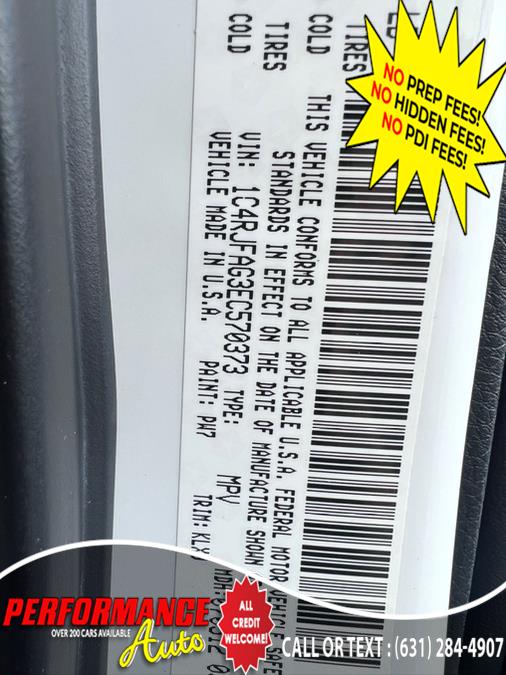 NO PREP FEES!
NO HIDDEN FEES!
NO PDI FEES!
COLD TIRES
COLD TIRES
THIS VEHICLE CONFORMS TO ALL APPLICABLE U.S.A. FEDERAL MOTOR VEHICLE
STANDARDS IN EFFECT ON THE DATE OF MANUFACTURE SHOWN
VIN: 1C4RJFAG3EC570373 TYPE: MPV
VEHICLE MADE IN U.S.A. PAINT: PW7 TRIM:
PERFORMANCE
OVER 200 CARS AVAILABLE
Auto
ALL
CREDIT
WELCOME!
CALL OR TEXT : (631) 284-4907